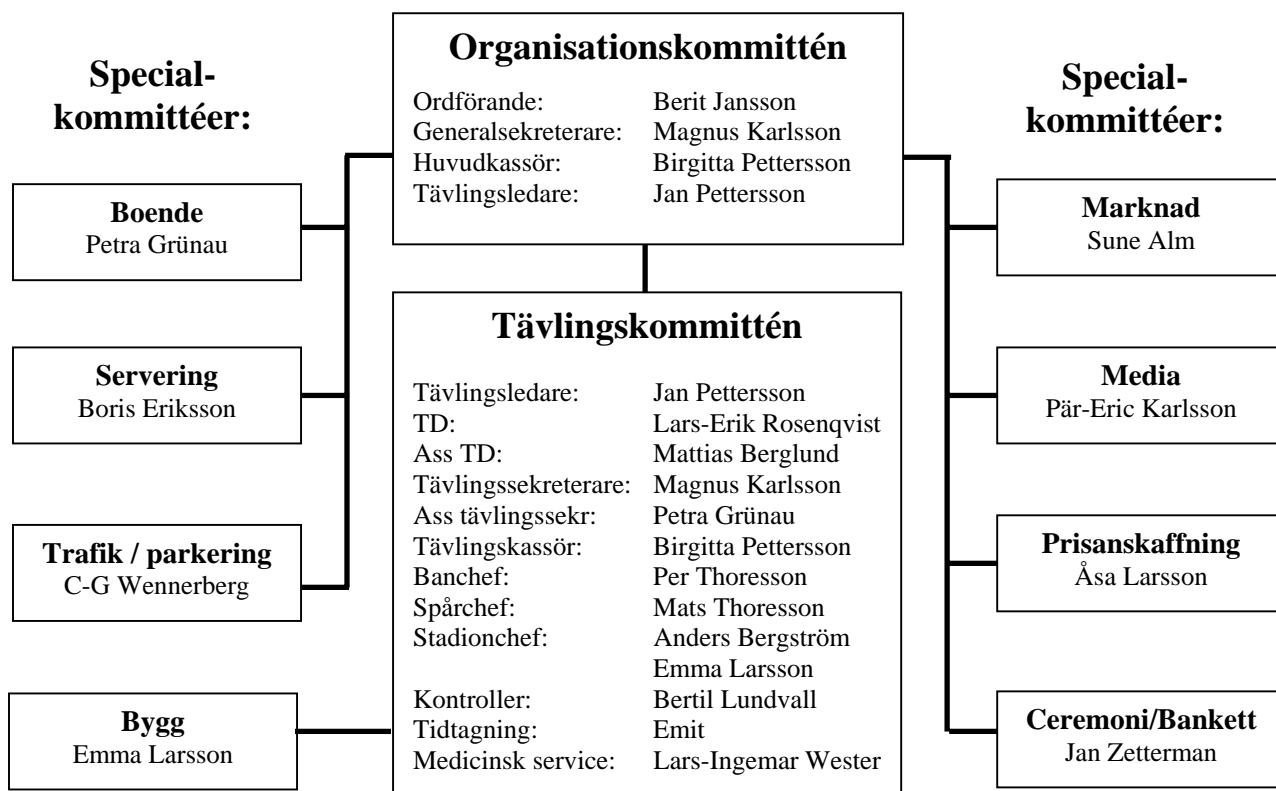 Special-
kommittéer:
Boende
Petra Grünau
Servering
Boris Eriksson
Trafik / parkering
C-G Wennerberg
Bygg
Emma Larsson
Organisationskommittén
Ordförande: Berit Jansson
Generalsekreterare: Magnus Karlsson
Huvudkassör: Birgitta Pettersson
Tävlingsledare: Jan Pettersson
Tävlingskommittén
Tävlingsledare: Jan Pettersson
TD: Lars-Erik Rosenqvist
Ass TD: Mattias Berglund
Tävlingssekreterare: Magnus Karlsson
Ass tävlingssekr: Petra Grünau
Tävlingskassör: Birgitta Pettersson
Banchef: Per Thoresson
Spårchef: Mats Thoresson
Stadionchef: Anders Bergström
Emma Larsson
Kontroller: Bertil Lundvall
Tidtagning: Emit
Medicinsk service: Lars-Ingemar Wester
Special-
kommittéer:
Marknad
Sune Alm
Media
Pär-Eric Karlsson
Prisanskaffning
Åsa Larsson
Ceremoni/Bankett
Jan Zetterman